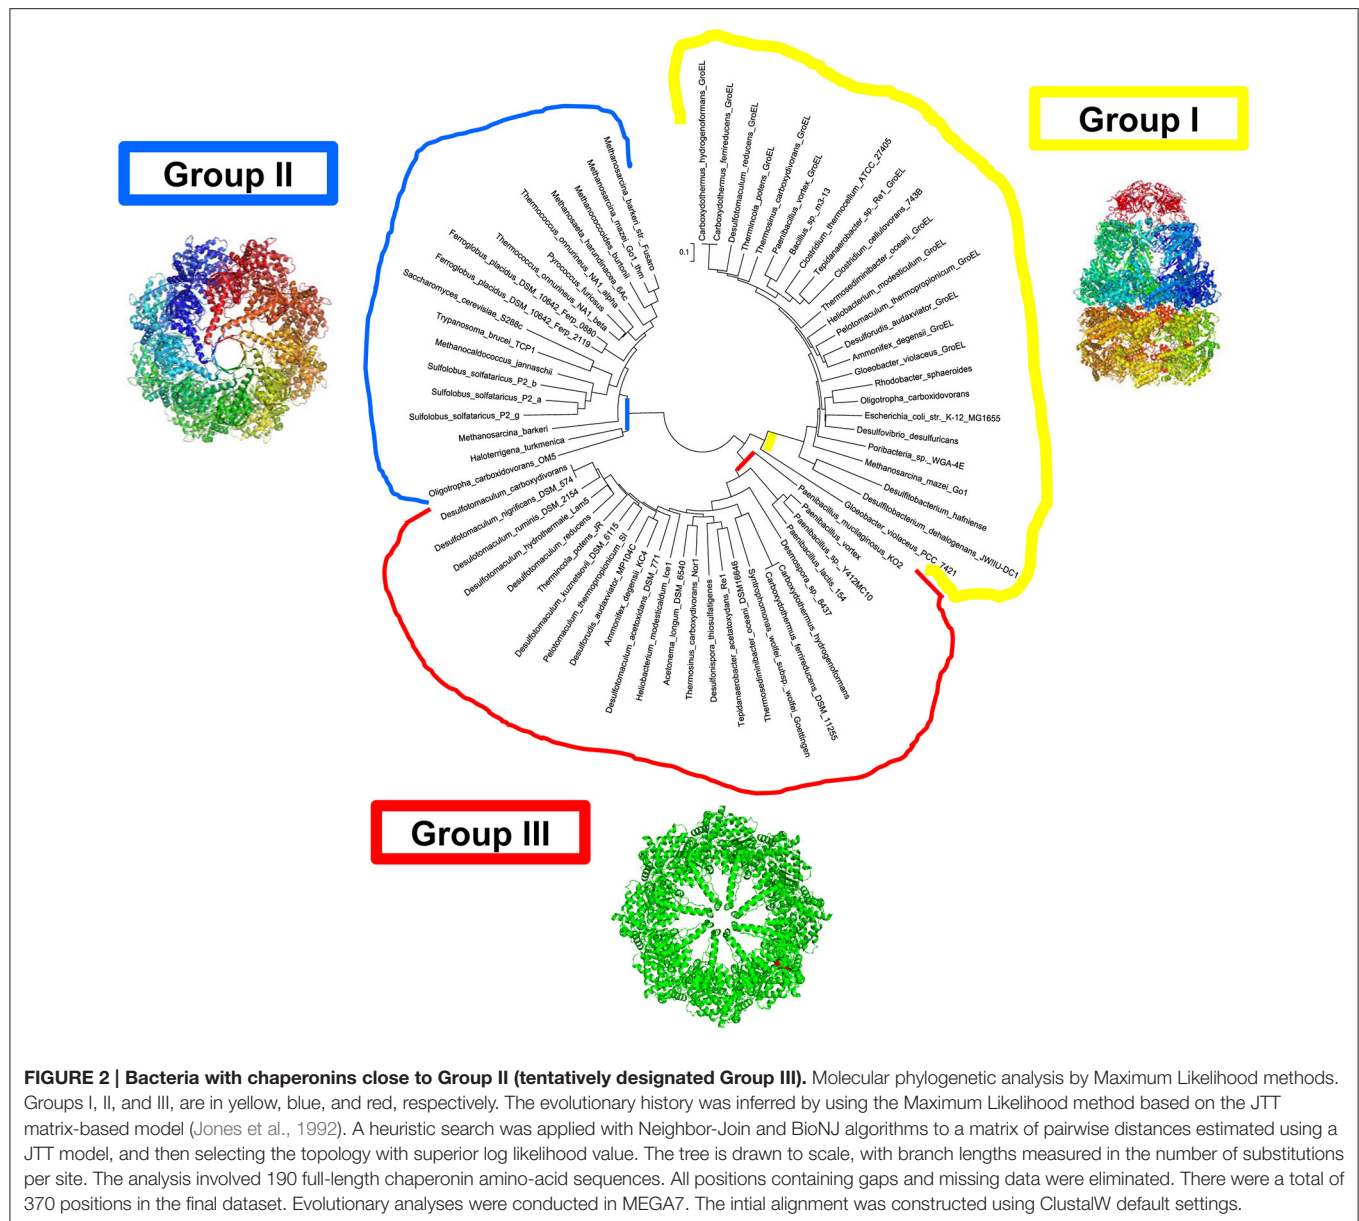 Group I
Group II
Methanosarcina_barkeri_str._Fusaro
Methanosarcina_mazei_Go1_thm
Methanococcoides_burtonii
Methanosaeta_harundinacea_6Ac
Thermococcus_onnurineus_NA1_alpha
Pyrococcus_furiosus
Thermococcus_onnurineus_NA1_beta
Ferroglobus_placidus_DSM_10642_Ferp_0880
Ferroglobus_placidus_DSM_10642_Ferp_2119
Saccharomyces_cerevisiae_S288c
Trypanosoma_brucei_TCP1
Methanocaldococcus_jannaschii
Sulfolobus_solfataricus_P2_b
Sulfolobus_solfataricus_P2_a
Sulfolobus_solfataricus_P2_g
Methanosarcina_barkeri
Haloterrigena_turkmenica
Oligotropha_carboxidovorans_OM5
0.1
Carboxydothermus_hydrogenoformans_GroEL
Carboxydothermus_ferrireducens_GroEL
Desulfotomaculum_reducens_GroEL
Thermincola_potens_GroEL
Thermosinus_carboxydivorans_GroEL
Paenibacillus_vortex_GroEL
Bacillus_sp._m3-13
Clostridium_thermocellum_ATCC_27405
Tepidanaerobacter_sp._Re1_GroEL
Clostridium_cellulovorans_743B
Thermosediminibacter_oceani_GroEL
Heliobacterium_modesticulum_GroEL
Pelotomaculum_thermopropionicum_GroEL
Desulforudis_audaxviator_GroEL
Ammonifex_degensii_GroEL
Gloeobacter_violaceus_GroEL
Rhodobacter_sphaeroides
Oligotropha_carboxidovorans
Escherichia_coli_str._K-12_MG1655
Desulfovibrio_desulfuricans
Poribacteria_sp._WGA-4E
Methanosarcina_mazei_Go1
Desulfitobacterium_hafniense
Desulfitobacterium_dehalogenans_JWIIU-DC1
Gloeobacter_violaceus_PCC_7421
Paenibacillus_mucilaginosus_KO2
Paenibacillus_vortex
Paenibacillus_sp._Y412MC10
Paenibacillus_lactis_154
Desmospora_sp._8437
Carboxydothermus_hydrogenoformans
Carboxydothermus_ferrireducens_DSM_11255
Syntrophomonas_wolfei_subsp._wolfei_Goettingen
Thermosediminibacter_oceani_DSM16646
Tepidanaerobacter_acetatoxydans_Re1
Desulfonispora_thiosulfatigenes
Thermosinus_carboxydivorans_Nor1
Acetonema_longum_DSM_6540
Heliobacterium_modesticaldum_Ice1
Desulfotomaculum_acetoxidans_DSM_771
Ammonifex_degensii_KC4
Desulforudis_audaxviator_MP104C
Pelotomaculum_thermopropionicum_SI
Desulfotomaculum_kuznetsovii_DSM_6115
Thermincola_potens_JR
Desulfotomaculum_reducens
Desulfotomaculum_hydrothermale_Lam5
Desulotomaculum_ruminis_DSM_2154
Desulfotomaculum_nigrificans_DSM_574
Desulfotomaculum_carboxydivorans
Group III
FIGURE 2 | Bacteria with chaperonins close to Group II (tentatively designated Group III). Molecular phylogenetic analysis by Maximum Likelihood methods.
Groups I, II, and III, are in yellow, blue, and red, respectively. The evolutionary history was inferred by using the Maximum Likelihood method based on the JTT
matrix-based model (Jones et al., 1992). A heuristic search was applied with Neighbor-Join and BioNJ algorithms to a matrix of pairwise distances estimated using a
JTT model, and then selecting the topology with superior log likelihood value. The tree is drawn to scale, with branch lengths measured in the number of substitutions
per site. The analysis involved 190 full-length chaperonin amino-acid sequences. All positions containing gaps and missing data were eliminated. There were a total of
370 positions in the final dataset. Evolutionary analyses were conducted in MEGA7. The intial alignment was constructed using ClustalW default settings.